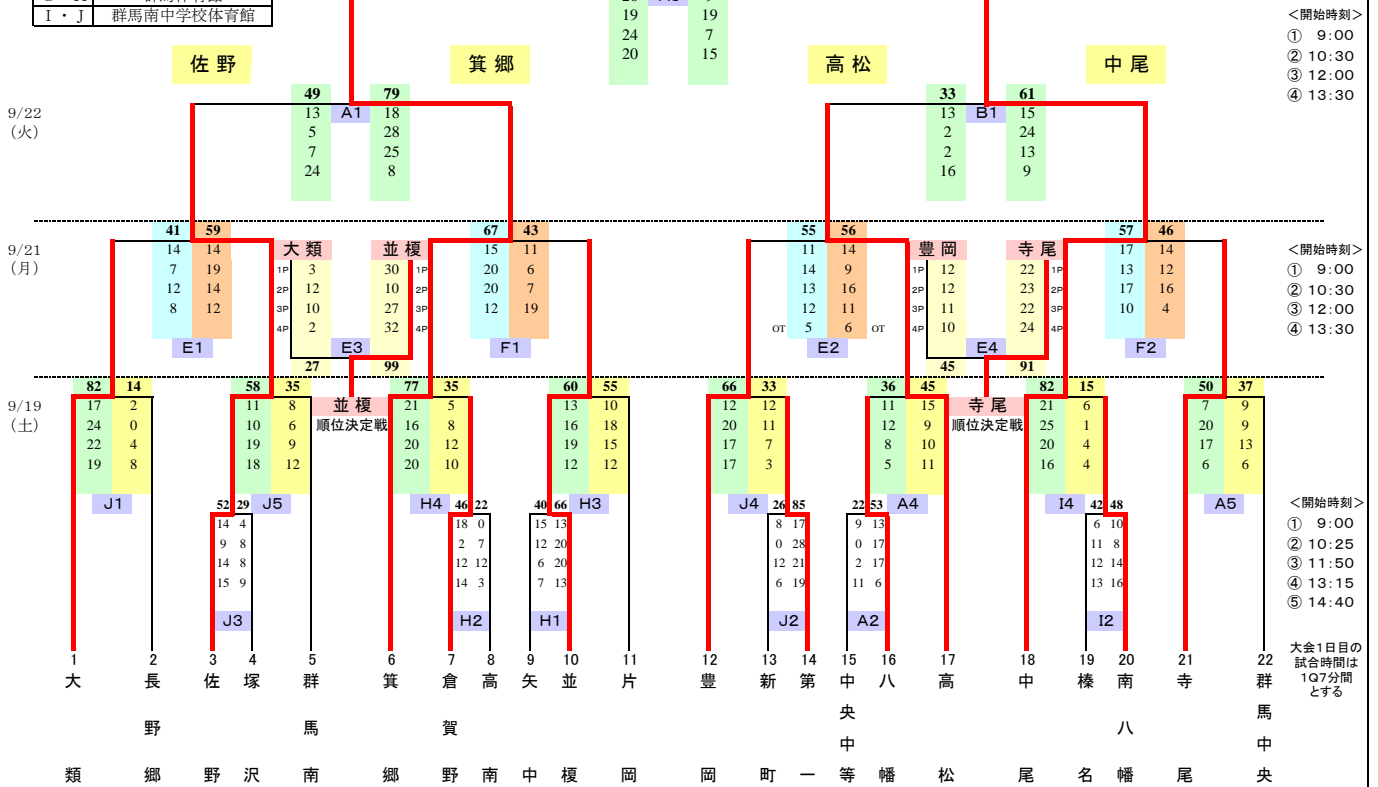 I ・ J 群馬南中学校体育館
19 19
24 7
20 15
<開始時刻>
① 9:00
② 10:30
③ 12:00
④ 13:30
佐野 箕郷 高松 中尾
9/22
(火)
49 79 33 61
13 A1 18 13 B1 15
5 28 2 24
7 25 2 13
24 8 16 9
9/21
(月)
41 59 67 43 55 56 57 46
14 14 大類 並榎 15 11 11 14 豊岡 寺尾 17 14
7 19 1P 3 30 1P 20 6 14 9 1P 12 22 1P 13 12
12 14 2P 12 10 2P 20 7 13 16 2P 12 23 2P 17 16
8 12 3P 10 27 3P 12 19 12 11 3P 11 22 3P 10 4
4P 2 32 4P OT 5 6 OT 4P 10 24 4P
E1 E3 F1 E2 E4 F2
27 99 45 91
<開始時刻>
① 9:00
② 10:30
③ 12:00
④ 13:30
9/19
(土)
82 14 58 35 77 35 60 55 66 33 36 45 82 15 50 37
17 2 11 8 並榎 21 5 13 10 12 12 11 15 寺尾 21 6 7 9
24 0 10 6 順位決定戦 16 8 16 18 20 11 12 9 順位決定戦 25 1 20 9
22 4 19 9 20 12 19 15 17 7 8 10 20 4 17 13
19 8 18 12 20 10 12 12 17 3 5 11 16 4 6 6
J1 J5 H4 H3 J4 A4 I4 A5
52 29 46 22 40 66 26 85 22 53 42 48
14 4 18 0 15 13 8 17 9 13 6 10
9 8 2 7 12 20 0 28 0 17 11 8
14 8 12 12 6 20 12 21 2 17 12 14
15 9 14 3 7 13 6 19 11 6 13 16
J3 H2 H1 J2 A2 I2
<開始時刻>
① 9:00
② 10:25
③ 11:50
④ 13:15
⑤ 14:40
1 2 3 4 5 6 7 8 9 10 11 12 13 14 15 16 17 18 19 20 21 22
大類
長野郷
佐野
塚沢
群馬南
箕郷
倉賀野
高南
矢中
並榎
片岡
豊岡
新町
第一
中央中等
八幡
高松
中尾
榛名
南八幡
寺尾
群馬中央
大会1日目の
試合時間は
1Q7分間
とする